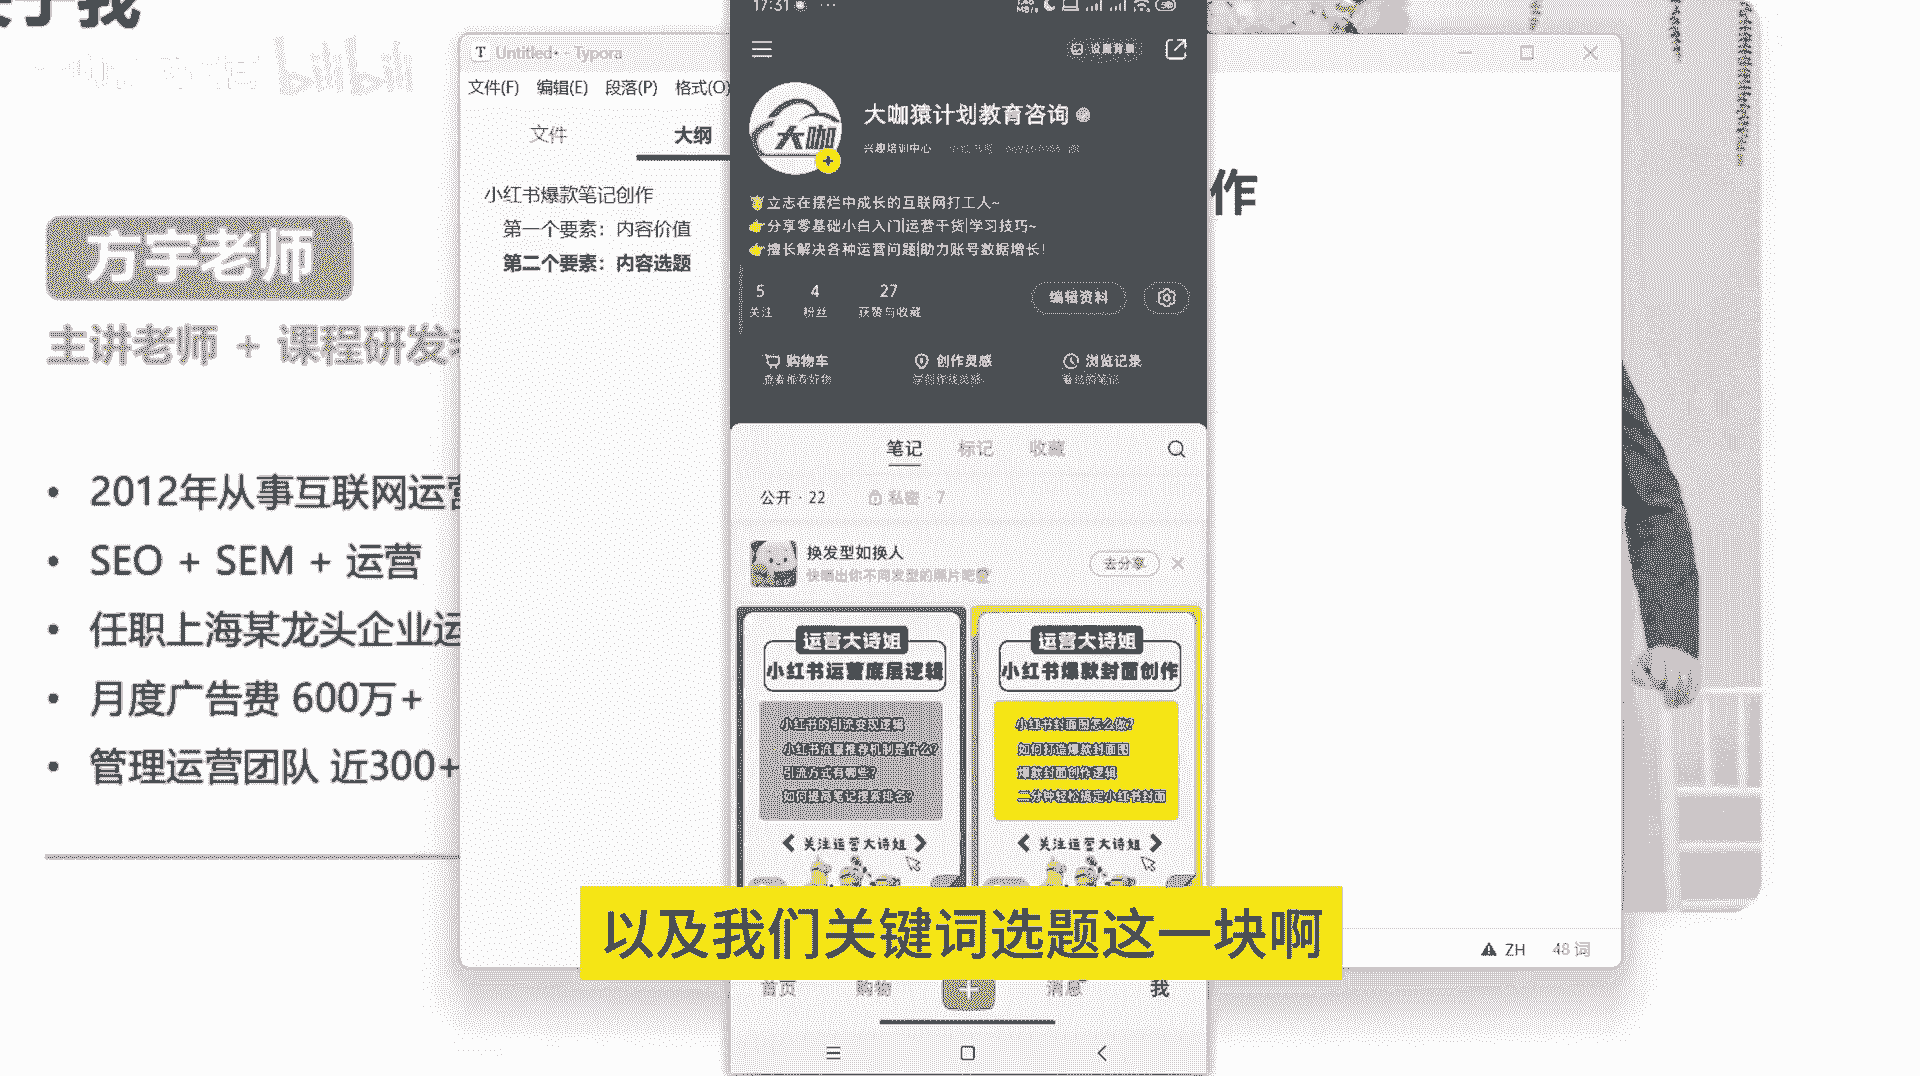 于我
bilibili
方宇老师
主讲老师 + 课程研发
2012年从事互联网运营
SEO + SEM + 运营
任职上海某龙头企业运
月度广告费 600万+
管理运营团队 近300+
Untitled• - Typora
文件(F) 编辑(E) 段落(P) 格式(O)
文件 大纲
小红书爆款笔记创作
第一个要素：内容价值
第二个要素：内容选题
作
ZH 48 词
17:31
设置背景
大咖猿计划教育咨询
大咖
兴趣培训中心
立志在摆烂中成长的互联网打工人~
分享零基础小白入门|运营干货|学习技巧~
擅长解决各种运营问题|助力账号数据增长!
5 4 27
关注 粉丝 获赞与收藏
编辑资料
购物车 创作灵感 浏览记录
笔记 标记 收藏
公开 · 22 私密 · 7
换发型如换人
快晒出你不同发型的照片吧
去分享
运营大诗姐
小红书运营底层逻辑
小红书的引流变现逻辑
小红书流量推荐机制是什么?
引流方式有哪些?
如何提高笔记搜索排名?
关注运营大诗姐
运营大诗姐
小红书爆款封面创作
小红书封面图怎么做?
如何打造爆款封面图
爆款封面创作逻辑
二分钟轻松搞定小红书封面
关注运营大诗姐
以及我们关键词选题这一块啊
首页 购物 消息 我